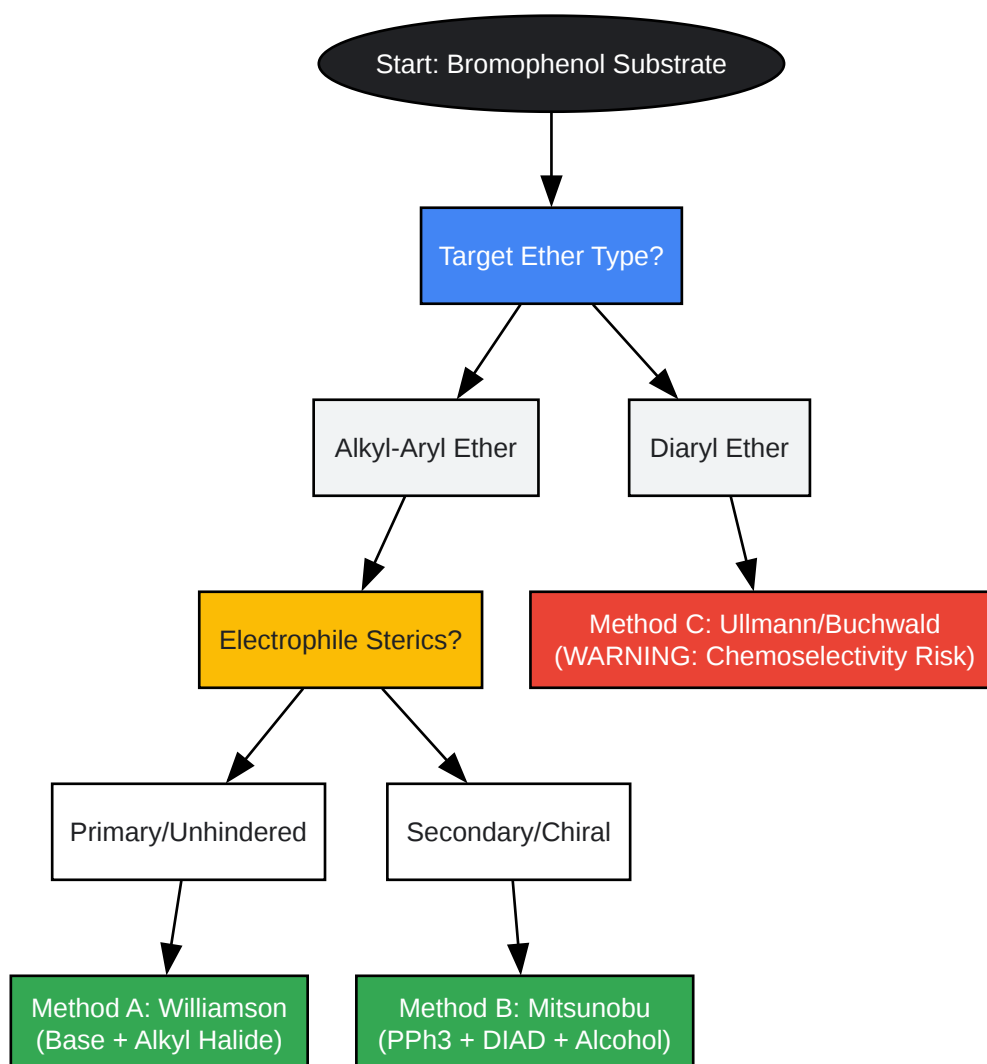 Start: Bromophenol Substrate
Target Ether Type?
Alkyl-Aryl Ether
Diaryl Ether
Electrophile Sterics?
Method C: Ullmann/Buchwald
(WARNING: Chemoselectivity Risk)
Primary/Unhindered
Secondary/Chiral
Method A: Williamson
(Base + Alkyl Halide)
Method B: Mitsunobu
(PPh3 + DIAD + Alcohol)